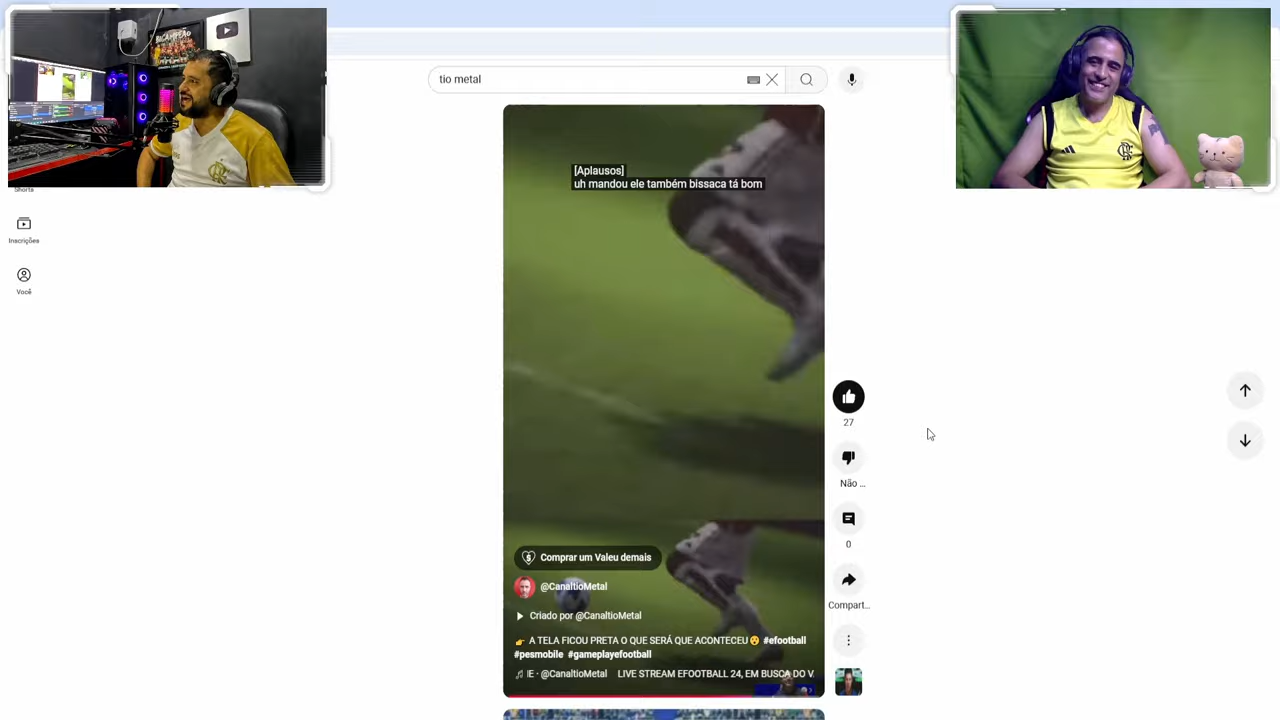 BICAMPEÃO
tio metal
Shorts
Inscrições
Você
[Aplausos]
uh mandou ele também bissaca tá bom
27
Não ...
0
Compart...
Comprar um Valeu demais
@CanaltioMetal
Criado por @CanaltioMetal
👉 A TELA FICOU PRETA O QUE SERÁ QUE ACONTECEU😮 #efootball
#pesmobile #gameplayefootball
E · @CanaltioMetal LIVE STREAM EFOOTBALL 24, EM BUSCA DO V